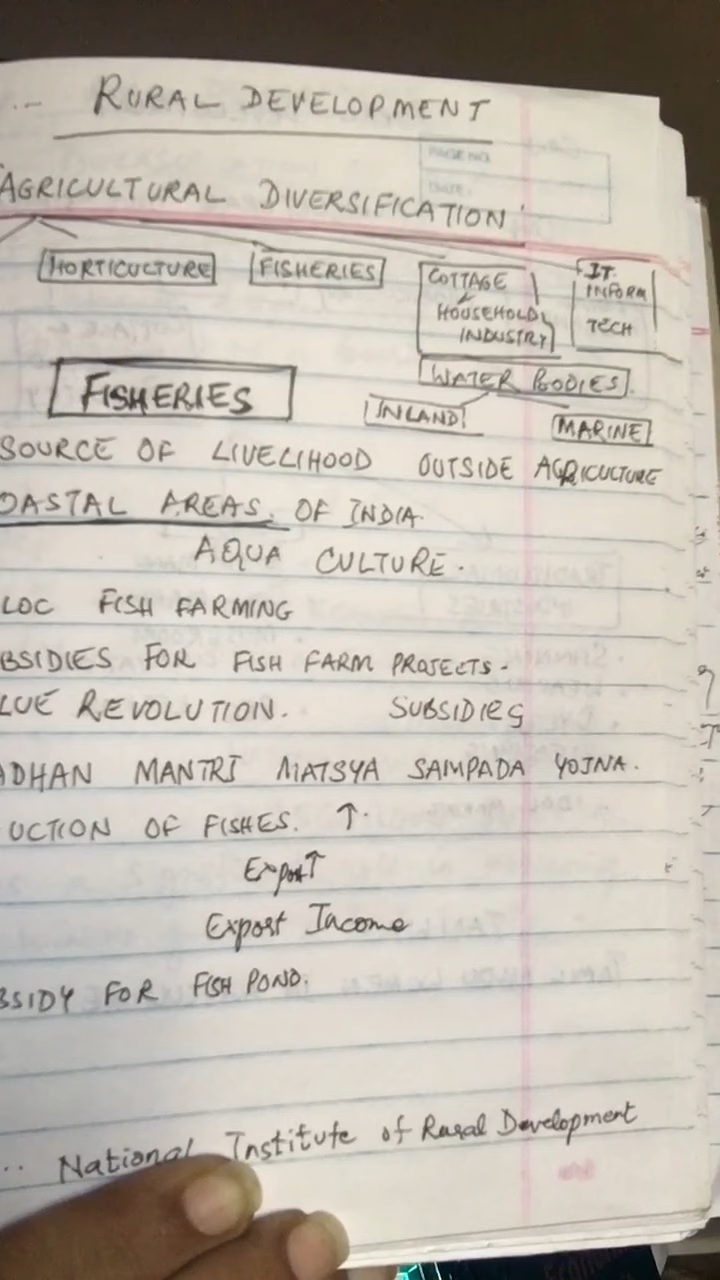 RURAL DEVELOPMENT
PAGE NO.
DATE:
AGRICULTURAL DIVERSIFICATION
HORTICULTURE
FISHERIES
COTTAGE
HOUSEHOLD
INDUSTRY
IT
INFORM
TECH
FISHERIES
WATER BODIES.
INLAND
MARINE
SOURCE OF LIVELIHOOD OUTSIDE AGRICULTURE
OASTAL AREAS. OF INDIA.
AQUA CULTURE.
LOC FISH FARMING
BSIDIES FOR FISH FARM PROJECTS.
LUE REVOLUTION. SUBSIDIES
ADHAN MANTRI MATSYA SAMPADA YOJNA.
UCTION OF FISHES. ↑.
Export↑
Export Income
BSIDY FOR FISH POND.
... National Institute of Rural Development